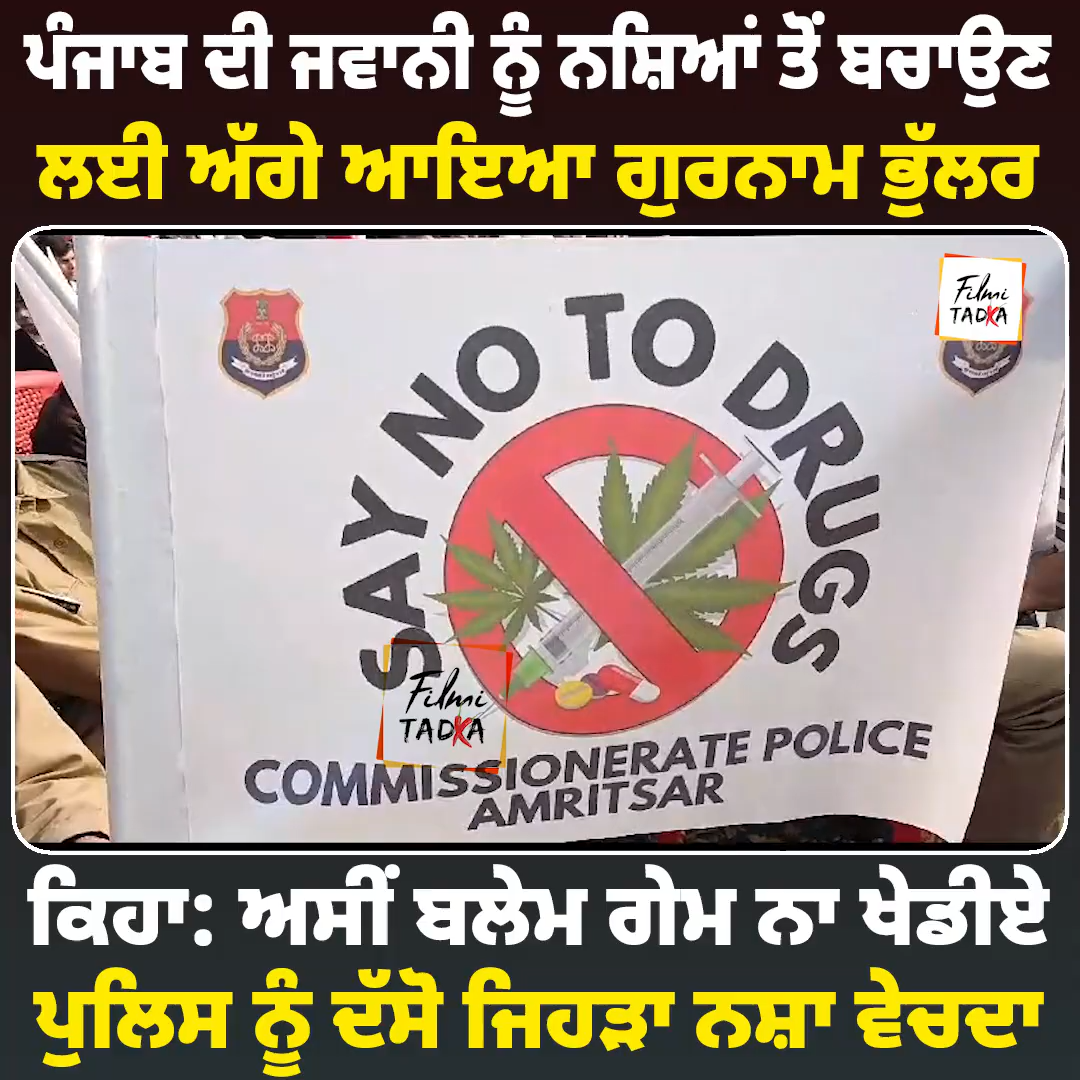 ਪੰਜਾਬ ਦੀ ਜਵਾਨੀ ਨੂੰ ਨਸ਼ਿਆਂ ਤੋਂ ਬਚਾਉਣ
ਲਈ ਅੱਗੇ ਆਇਆ ਗੁਰਨਾਮ ਭੁੱਲਰ
Filmi
TADKA
SAY NO TO DRUGS
Filmi
TADKA
COMMISSIONERATE POLICE
AMRITSAR
ਕਿਹਾ: ਅਸੀਂ ਬਲੇਮ ਗੇਮ ਨਾ ਖੇਡੀਏ
ਪੁਲਿਸ ਨੂੰ ਦੱਸੋ ਜਿਹੜਾ ਨਸ਼ਾ ਵੇਚਦਾ